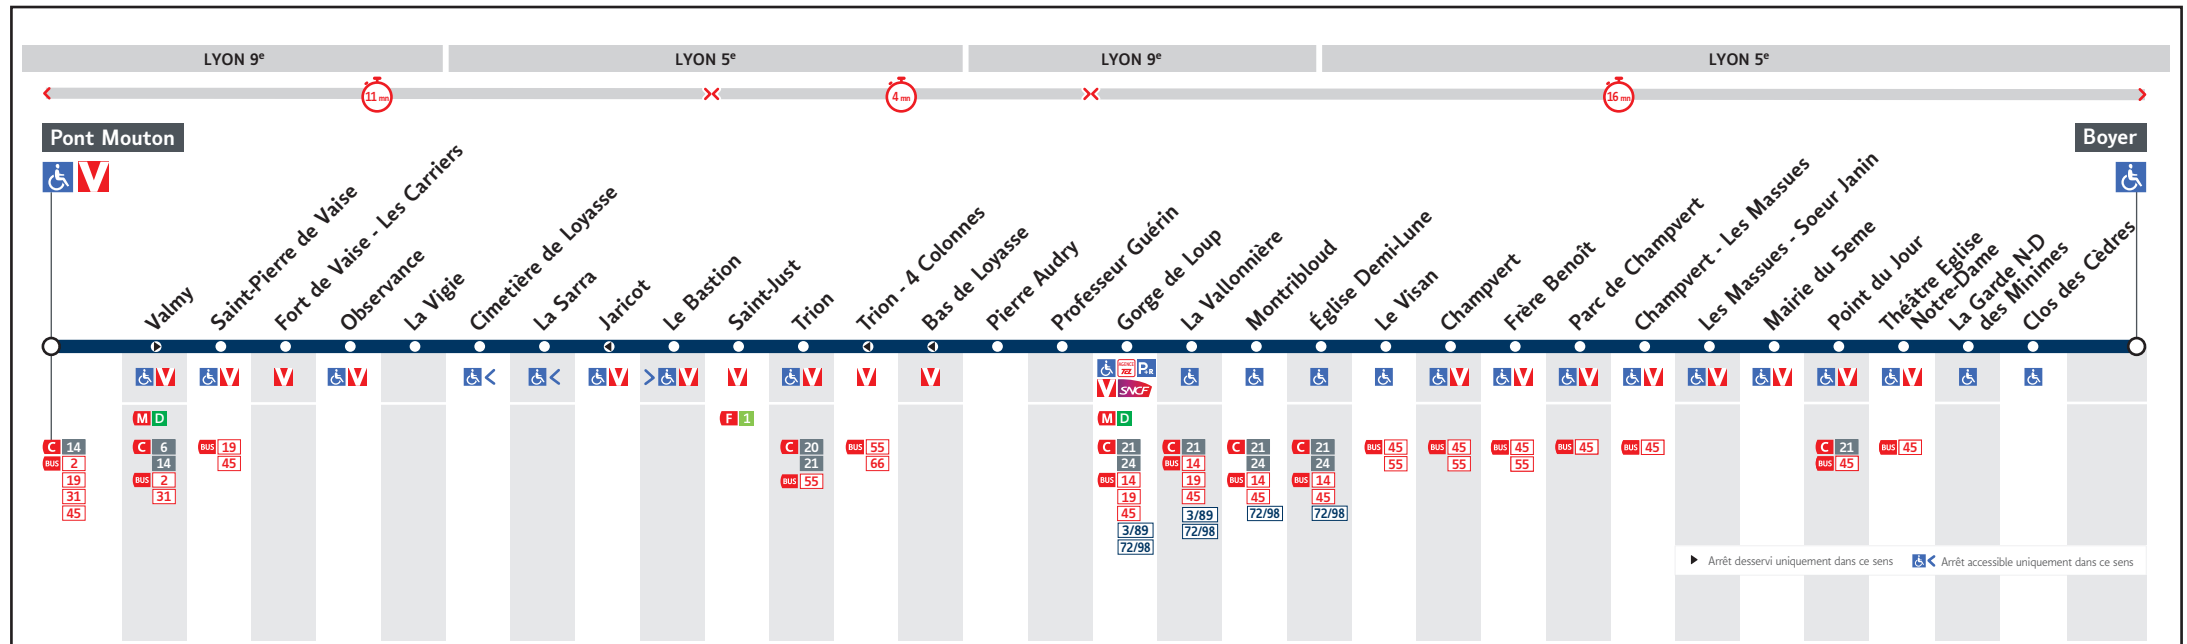 LYON 9e
LYON 5e
LYON 9e
LYON 5e
11 mn
4 mn
16 mn
Pont Mouton
Boyer
Valmy
Saint-Pierre de Vaise
Fort de Vaise - Les Carriers
Observance
La Vigie
Cimetière de Loyasse
La Sarra
Jaricot
Le Bastion
Saint-Just
Trion
Trion - 4 Colonnes
Bas de Loyasse
Pierre Audry
Professeur Guérin
Gorge de Loup
La Vallonnière
Montribloud
Église Demi-Lune
Le Visan
Champvert
Frère Benoît
Parc de Champvert
Champvert - Les Massues
Les Massues - Soeur Janin
Mairie du 5eme
Point du Jour
Théâtre Eglise
Notre-Dame
La Garde N-D
des Minimes
Clos des Cèdres
V
V
V
V
V
V
V
V
V
V
V
AGENCE
TCL
P+R
V
SNCF
V
V
V
V
V
V
V
V
M D
F 1
M D
C 14
BUS 2
19
31
45
C 6
14
BUS 2
31
BUS 19
45
C 20
21
BUS 55
BUS 55
66
C 21
24
BUS 14
19
45
3/89
72/98
C 21
BUS 14
19
45
3/89
72/98
C 21
24
BUS 14
45
72/98
C 21
24
BUS 14
45
72/98
BUS 45
55
BUS 45
55
BUS 45
55
BUS 45
BUS 45
C 21
BUS 45
BUS 45
Arrêt desservi uniquement dans ce sens
Arrêt accessible uniquement dans ce sens